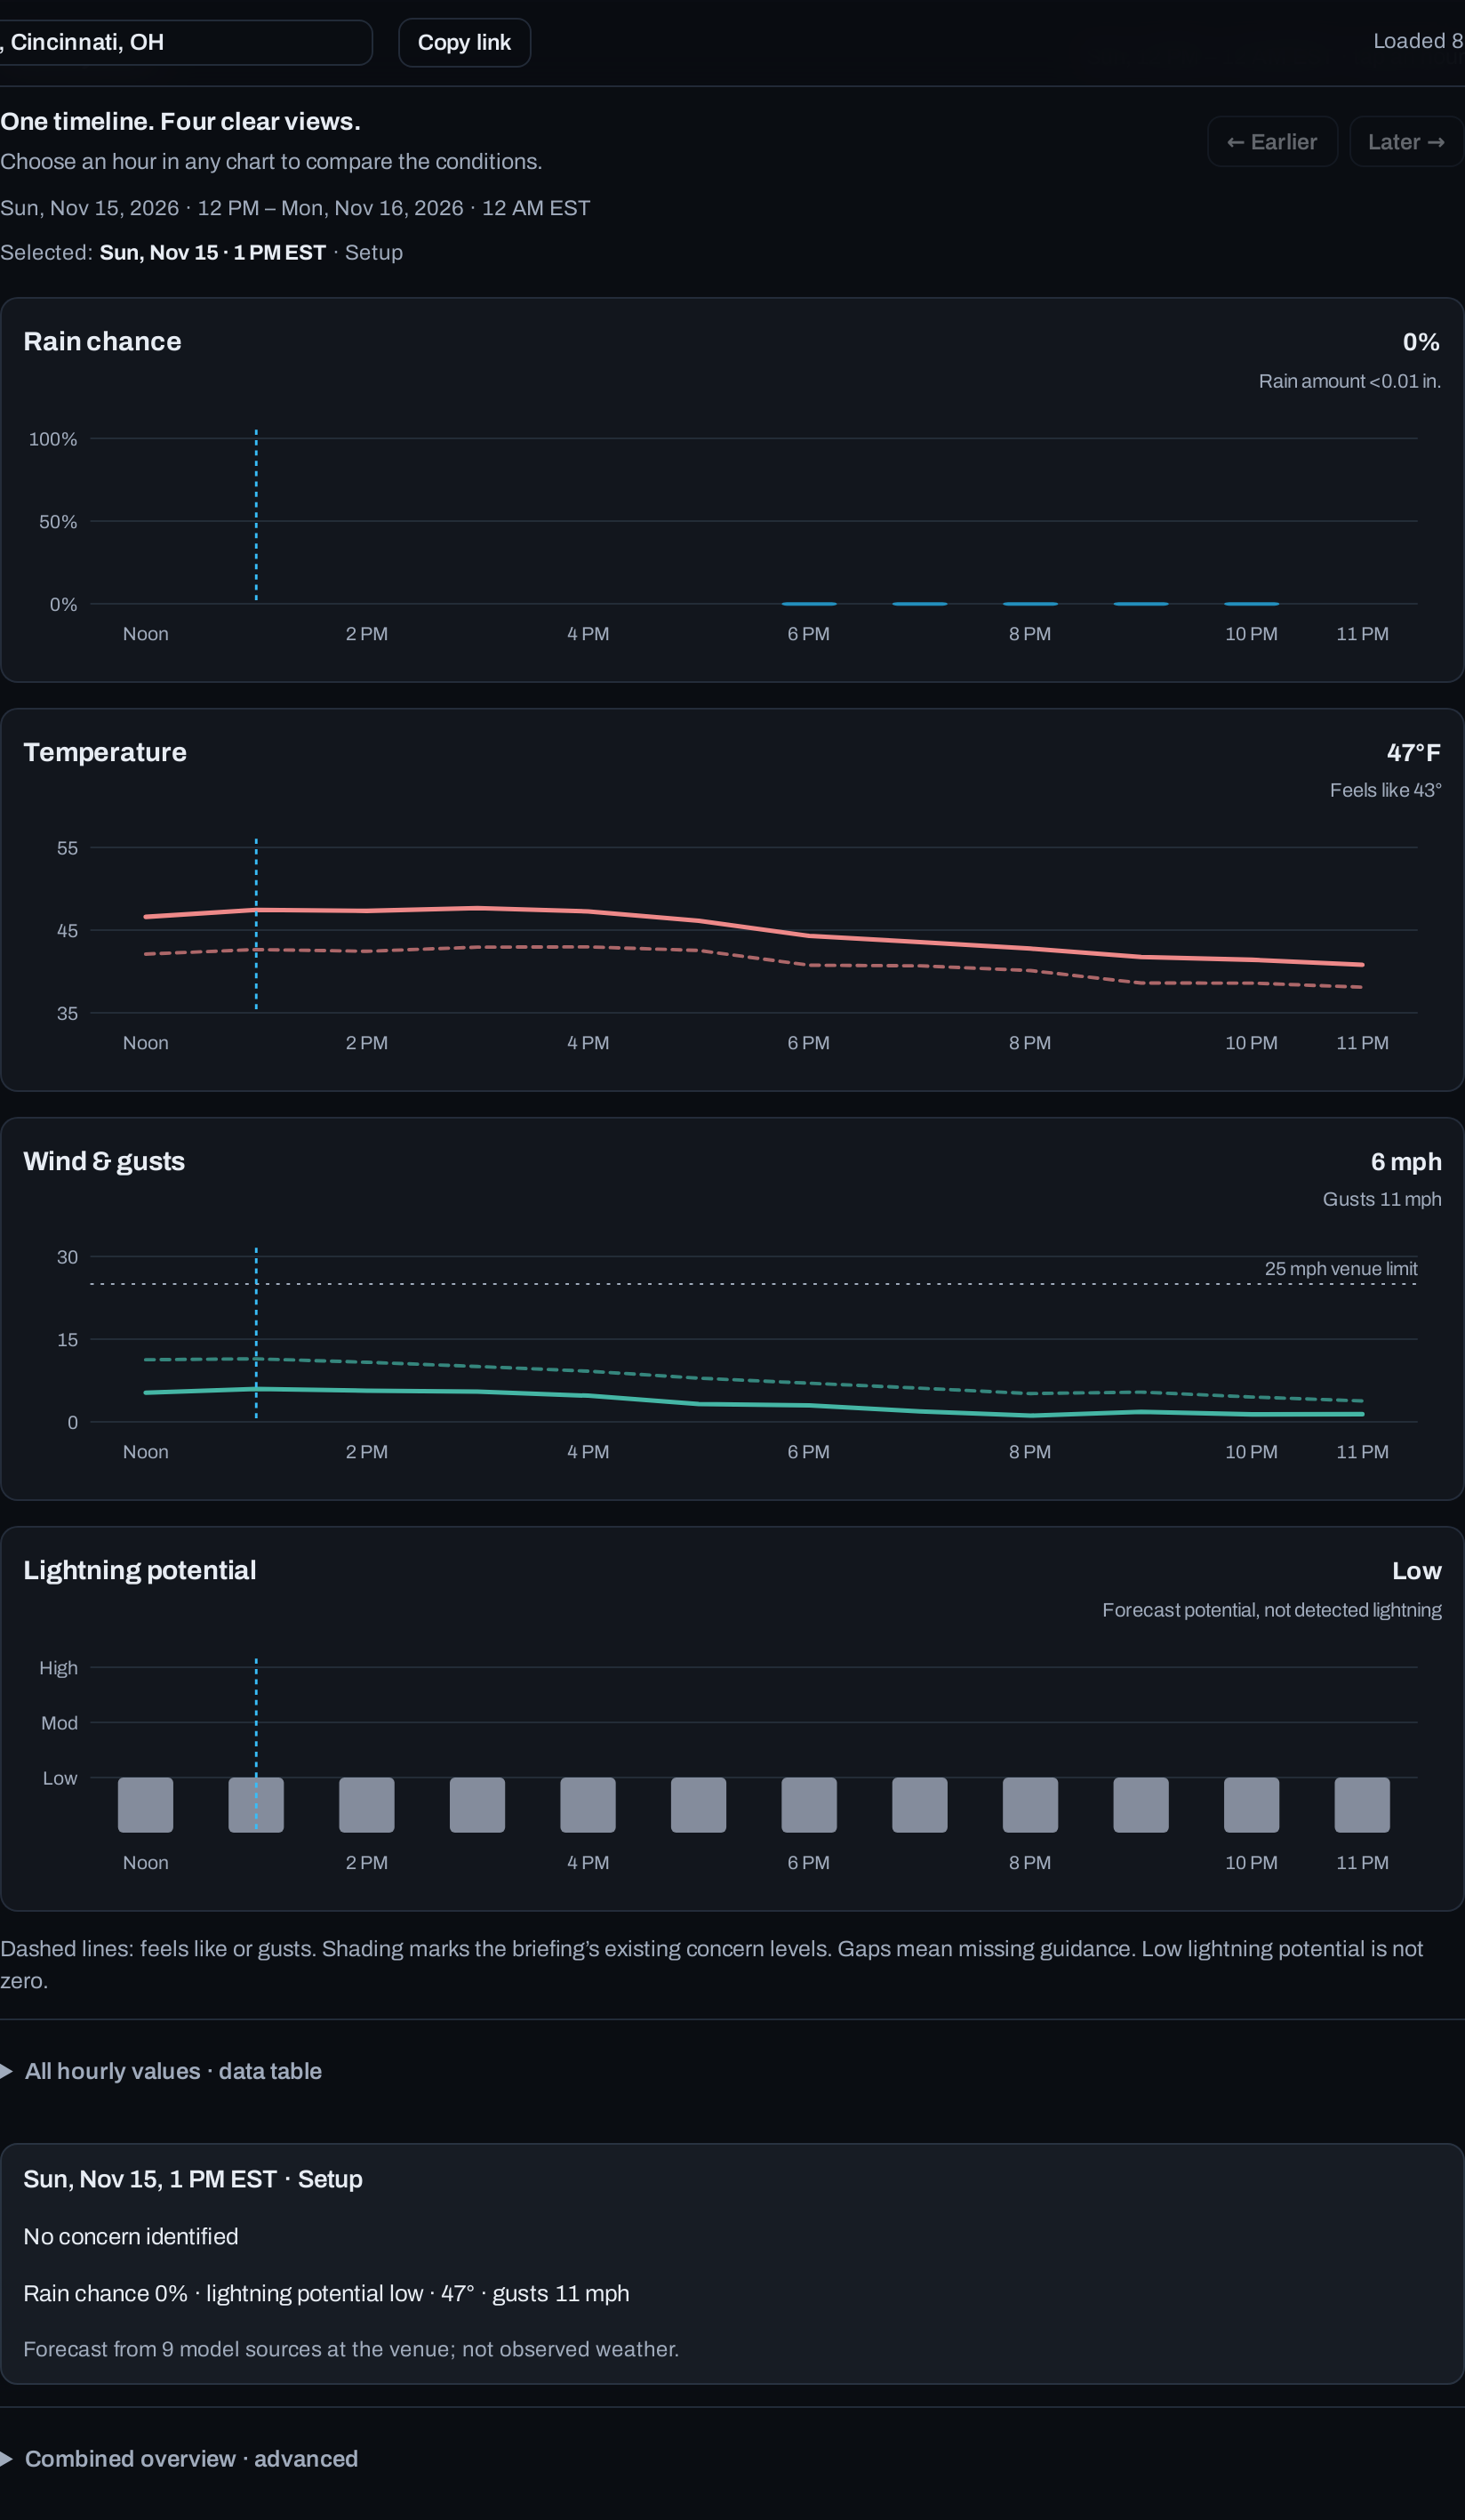 , Cincinnati, OH
Copy link
Loaded 8
One timeline. Four clear views.
← Earlier
Later →
Choose an hour in any chart to compare the conditions.
Sun, Nov 15, 2026 · 12 PM – Mon, Nov 16, 2026 · 12 AM EST
Selected: Sun, Nov 15 · 1 PM EST · Setup
Rain chance
0%
Rain amount <0.01 in.
100%
50%
0%
Noon 2 PM 4 PM 6 PM 8 PM 10 PM 11 PM
Temperature
47°F
Feels like 43°
55
45
35
Noon 2 PM 4 PM 6 PM 8 PM 10 PM 11 PM
Wind & gusts
6 mph
Gusts 11 mph
30
25 mph venue limit
15
0
Noon 2 PM 4 PM 6 PM 8 PM 10 PM 11 PM
Lightning potential
Low
Forecast potential, not detected lightning
High
Mod
Low
Noon 2 PM 4 PM 6 PM 8 PM 10 PM 11 PM
Dashed lines: feels like or gusts. Shading marks the briefing’s existing concern levels. Gaps mean missing guidance. Low lightning potential is not
zero.
▶ All hourly values · data table
Sun, Nov 15, 1 PM EST · Setup
No concern identified
Rain chance 0% · lightning potential low · 47° · gusts 11 mph
Forecast from 9 model sources at the venue; not observed weather.
▶ Combined overview · advanced